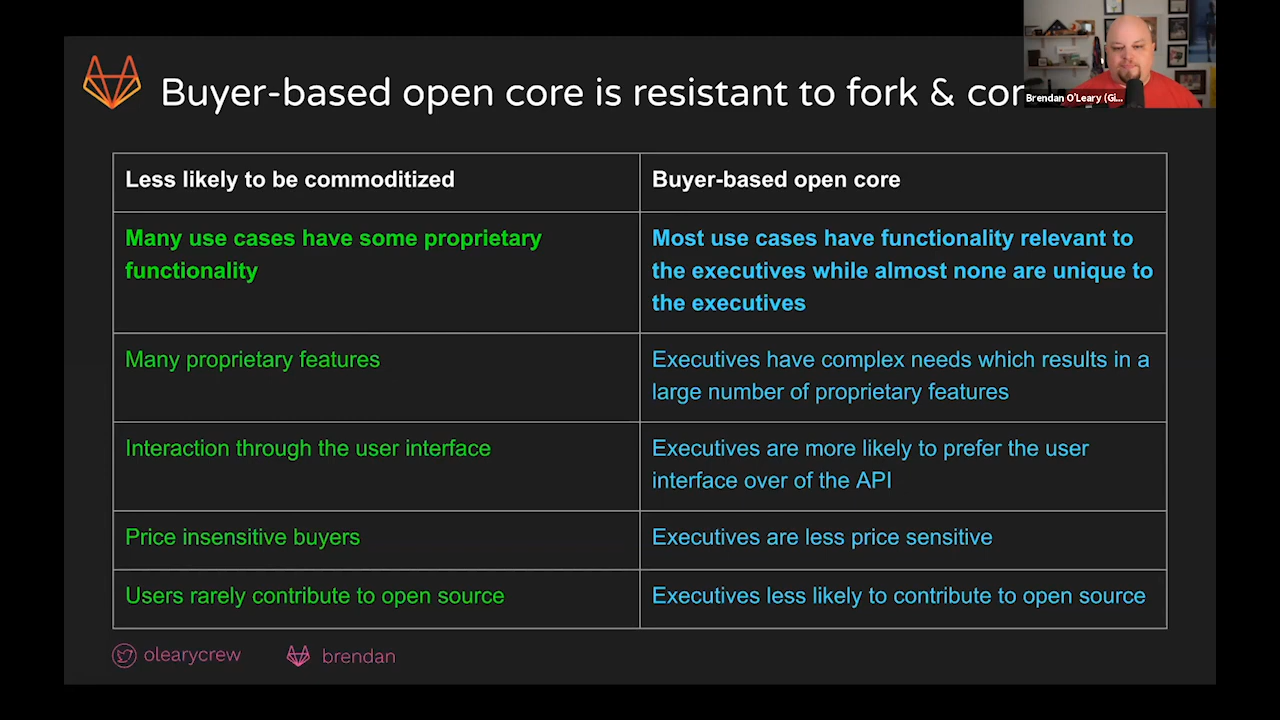 Buyer-based open core is resistant to fork &
Brendan O'Leary (Gi...
Less likely to be commoditized
Buyer-based open core
Many use cases have some proprietary
functionality
Most use cases have functionality relevant to
the executives while almost none are unique to
the executives
Many proprietary features
Executives have complex needs which results in a
large number of proprietary features
Interaction through the user interface
Executives are more likely to prefer the user
interface over of the API
Price insensitive buyers
Executives are less price sensitive
Users rarely contribute to open source
Executives less likely to contribute to open source
olearycrew
brendan